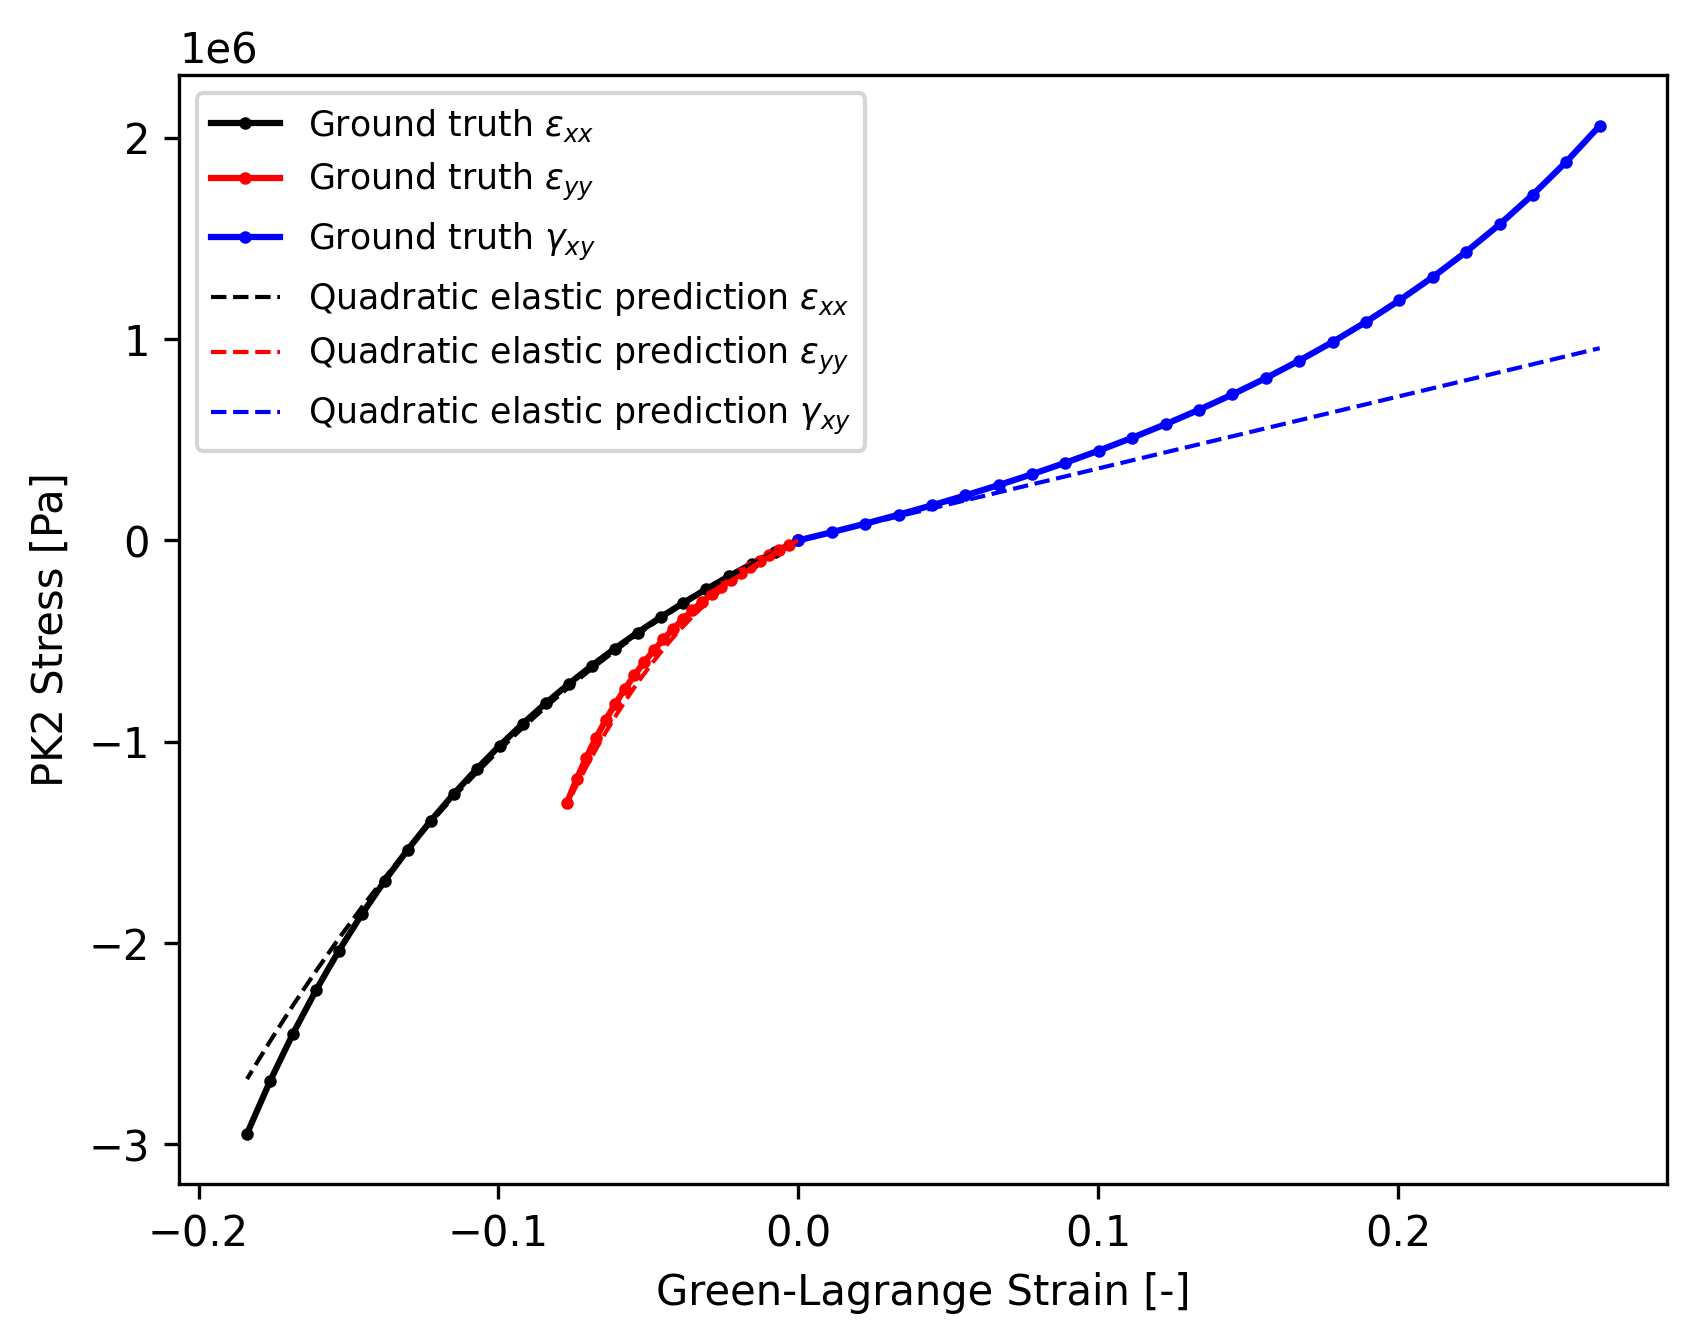 1e6
Ground truth εxx
Ground truth εyy
Ground truth γxy
Quadratic elastic prediction εxx
Quadratic elastic prediction εyy
Quadratic elastic prediction γxy
2
1
0
−1
−2
−3
PK2 Stress [Pa]
−0.2 −0.1 0.0 0.1 0.2
Green-Lagrange Strain [-]